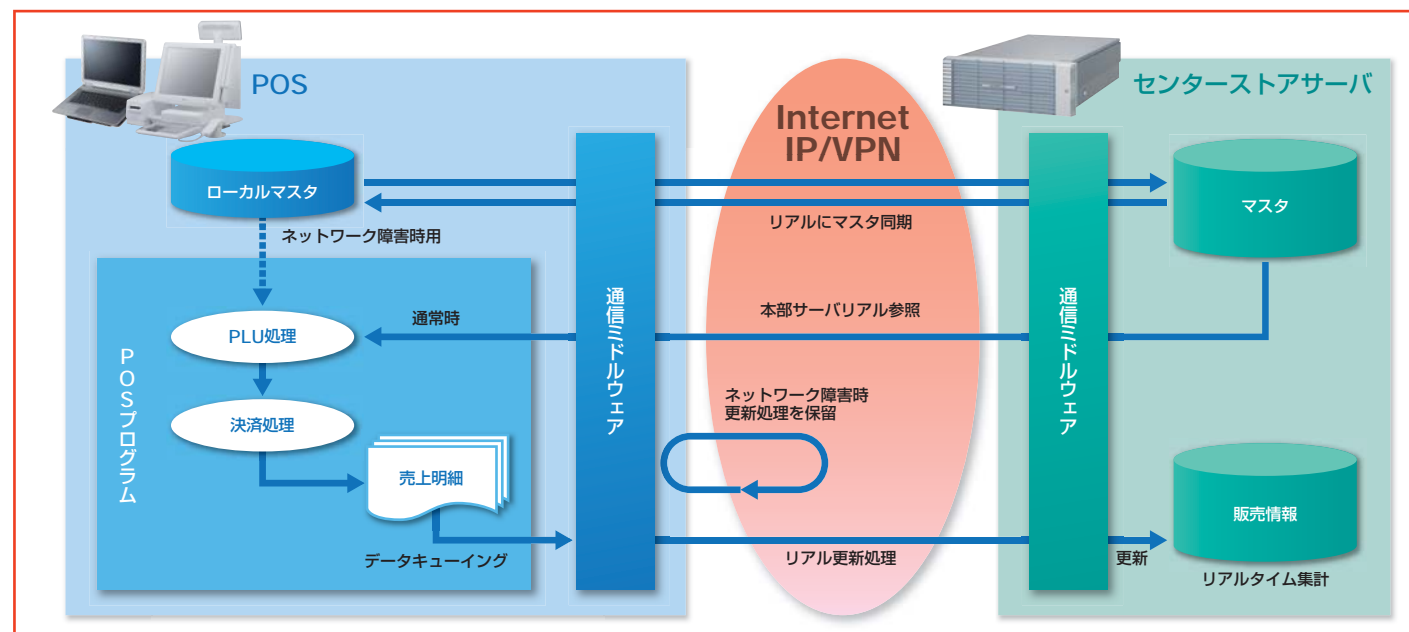 POS
Internet
IP/VPN
センターストアサーバ
ローカルマスタ
マスタ
リアルにマスタ同期
ネットワーク障害時用
通信ミドルウェア
通信ミドルウェア
本部サーバリアル参照
通常時
PLU処理
POSプログラム
ネットワーク障害時
更新処理を保留
決済処理
売上明細
販売情報
データキューイング
リアル更新処理
更新
リアルタイム集計